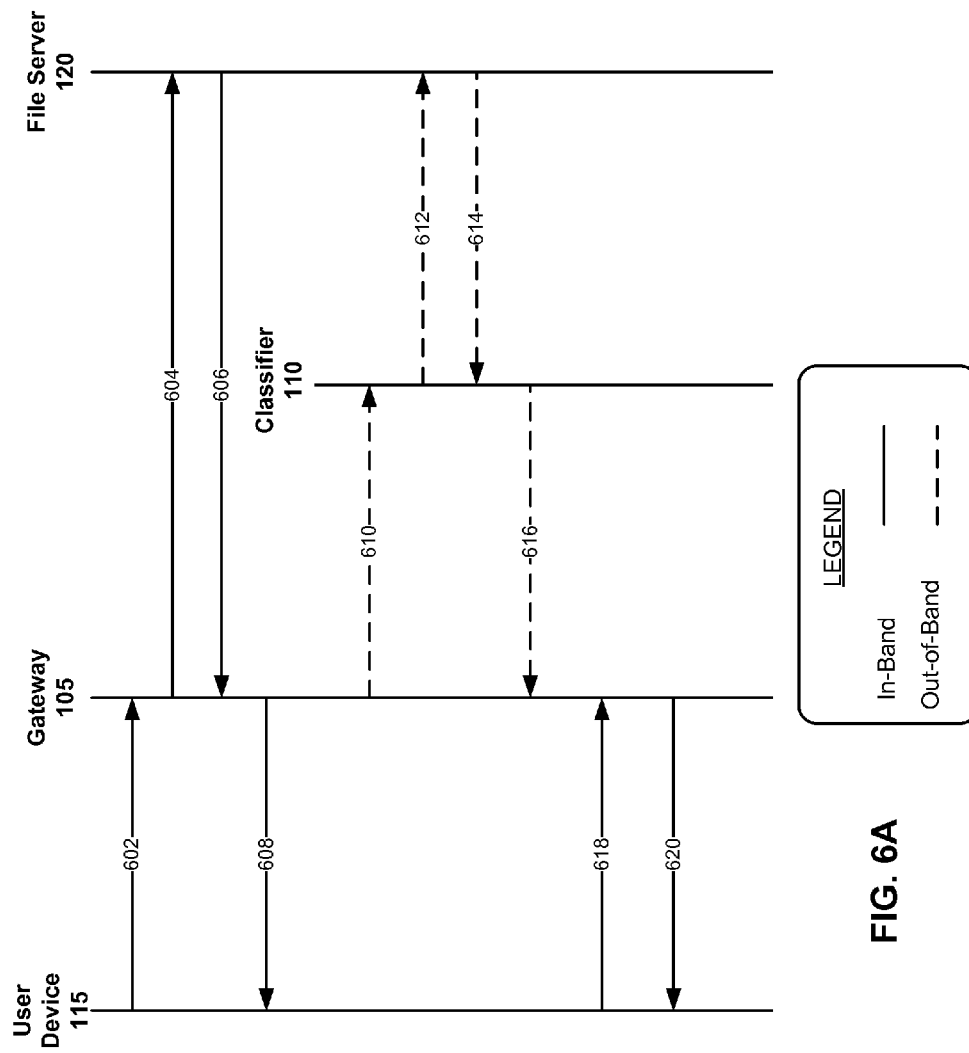 User
Device
115
Gateway
105
Classifier
110
File Server
120
602
604
606
608
610
612
614
616
618
620
LEGEND
In-Band
Out-of-Band
FIG. 6A